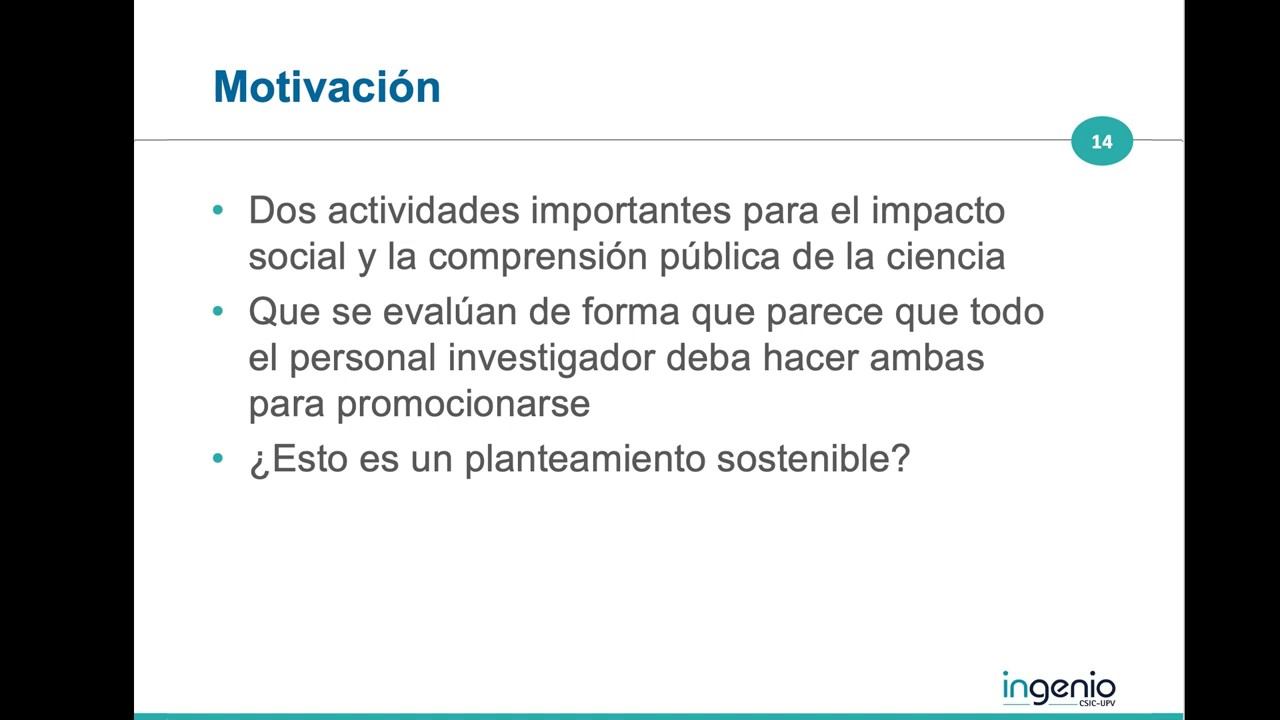 Motivación
14
• Dos actividades importantes para el impacto
social y la comprensión pública de la ciencia
• Que se evalúan de forma que parece que todo
el personal investigador deba hacer ambas
para promocionarse
• ¿Esto es un planteamiento sostenible?
ingenio
CSIC-UPV